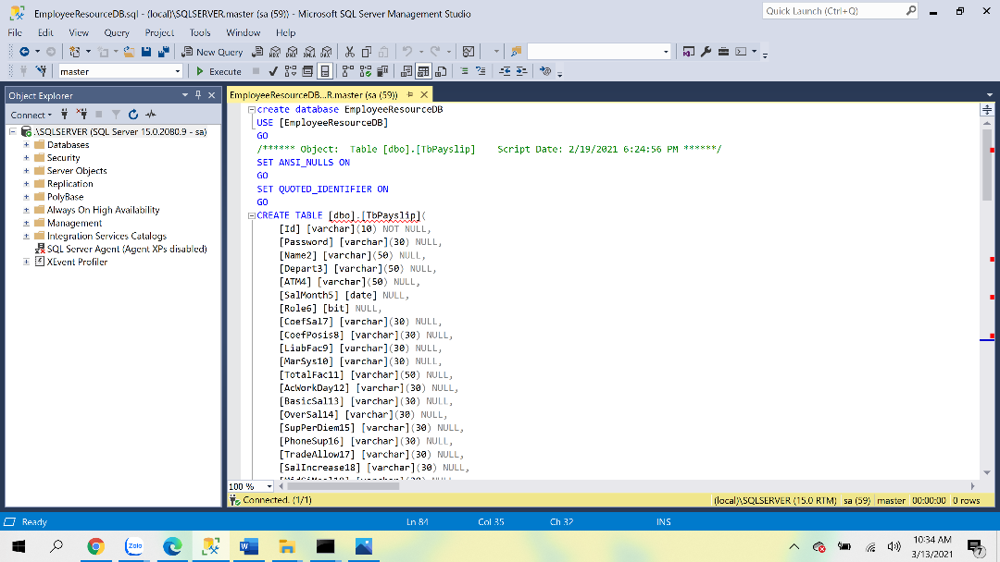 EmployeeResourceDB.sql - (local)\SQLSERVER.master (sa (59)) - Microsoft SQL Server Management Studio
Quick Launch (Ctrl+Q)
File Edit View Query Project Tools Window Help
New Query
master
Execute
Object Explorer
Connect
.\SQLSERVER (SQL Server 15.0.2080.9 - sa)
Databases
Security
Server Objects
Replication
PolyBase
Always On High Availability
Management
Integration Services Catalogs
SQL Server Agent (Agent XPs disabled)
XEvent Profiler
EmployeeResourceDB...R.master (sa (59))
create database EmployeeResourceDB
USE [EmployeeResourceDB]
GO
/****** Object:  Table [dbo].[TbPayslip]    Script Date: 2/19/2021 6:24:56 PM ******/
SET ANSI_NULLS ON
GO
SET QUOTED_IDENTIFIER ON
GO
CREATE TABLE [dbo].[TbPayslip](
[Id] [varchar](10) NOT NULL,
[Password] [varchar](30) NULL,
[Name2] [varchar](50) NULL,
[Depart3] [varchar](50) NULL,
[ATM4] [varchar](50) NULL,
[SalMonth5] [date] NULL,
[Role6] [bit] NULL,
[CoefSal7] [varchar](30) NULL,
[CoefPosis8] [varchar](30) NULL,
[LiabFac9] [varchar](30) NULL,
[MarSys10] [varchar](30) NULL,
[TotalFac11] [varchar](50) NULL,
[AcWorkDay12] [varchar](30) NULL,
[BasicSal13] [varchar](30) NULL,
[OverSal14] [varchar](30) NULL,
[SupPerDiem15] [varchar](30) NULL,
[PhoneSup16] [varchar](30) NULL,
[TradeAllow17] [varchar](30) NULL,
[SalIncrease18] [varchar](30) NULL,
100 %
Connected. (1/1)
(local)\SQLSERVER (15.0 RTM) sa (59) master 00:00:00 0 rows
Ready Ln 84 Col 35 Ch 32 INS
Zalo
10:34 AM
3/13/2021
7